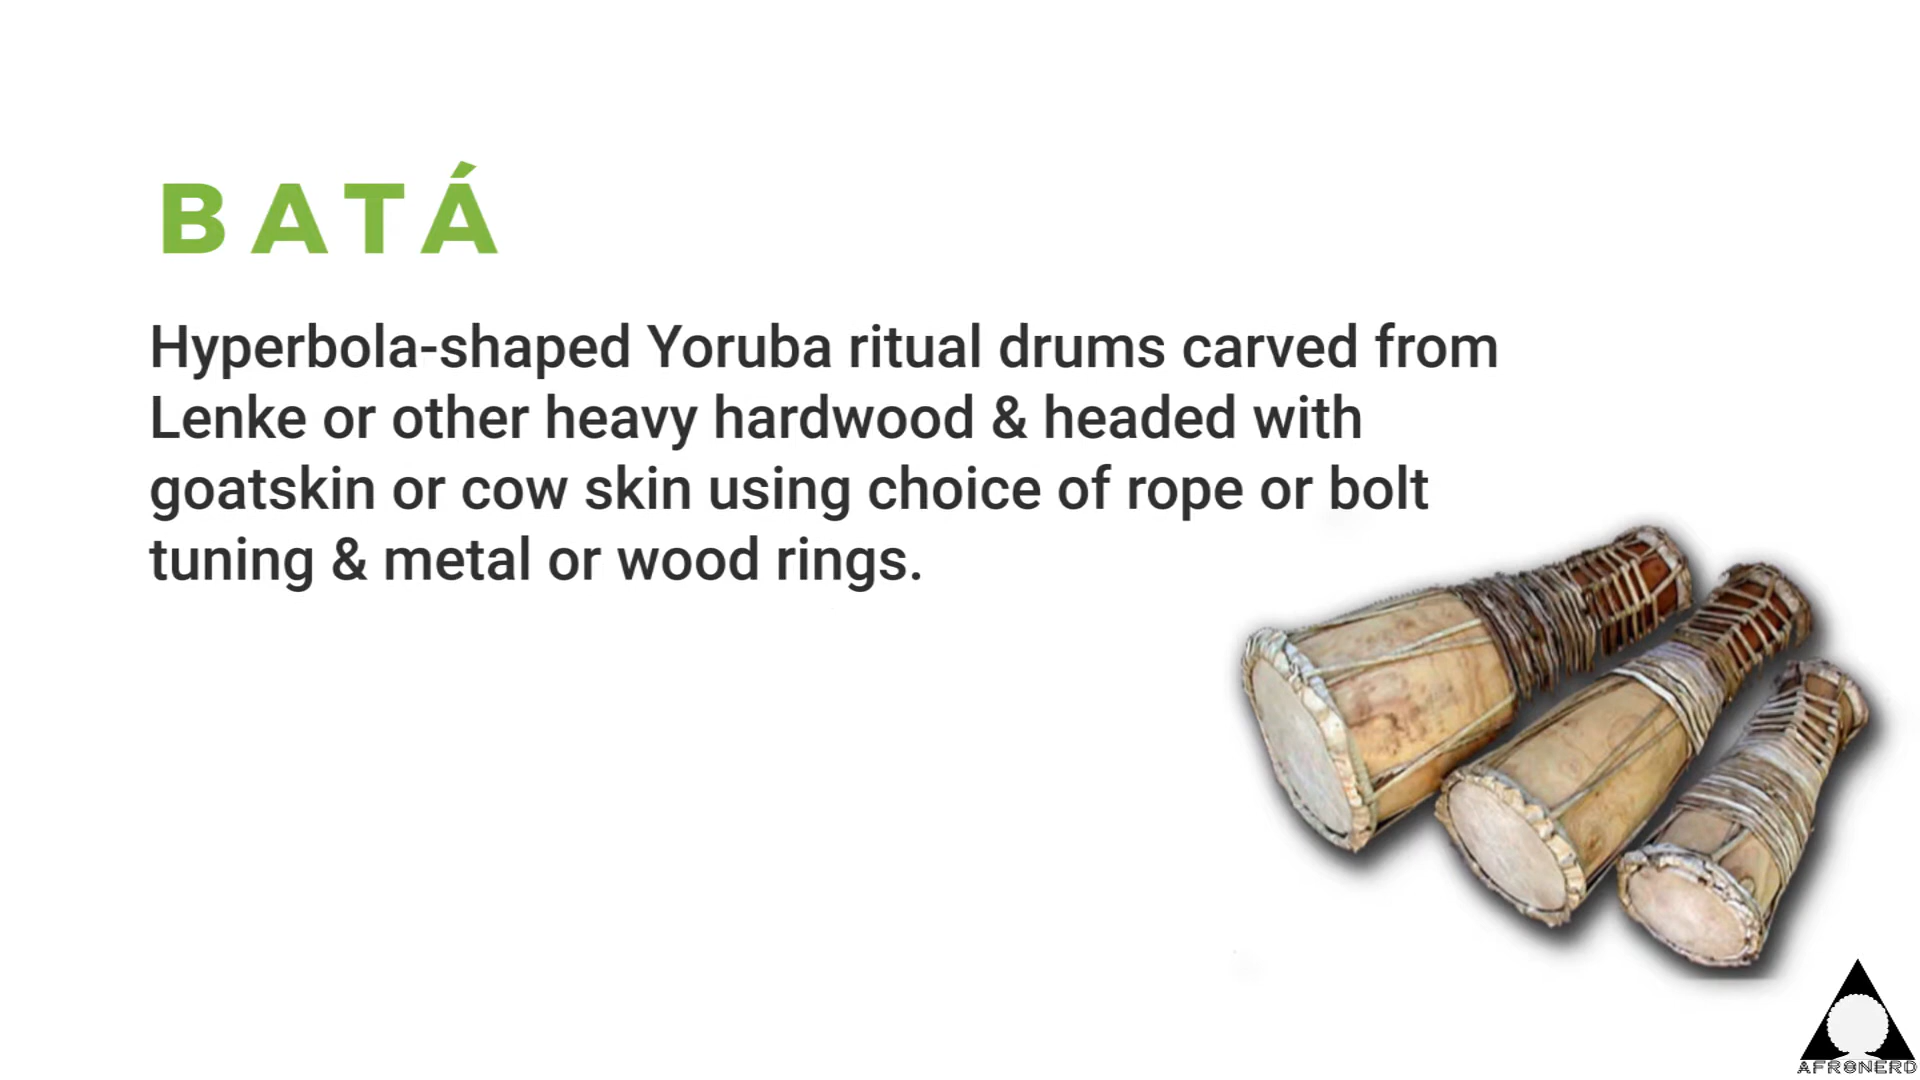 BATÁ
Hyperbola-shaped Yoruba ritual drums carved from
Lenke or other heavy hardwood & headed with
goatskin or cow skin using choice of rope or bolt
tuning & metal or wood rings.
AFRONERD